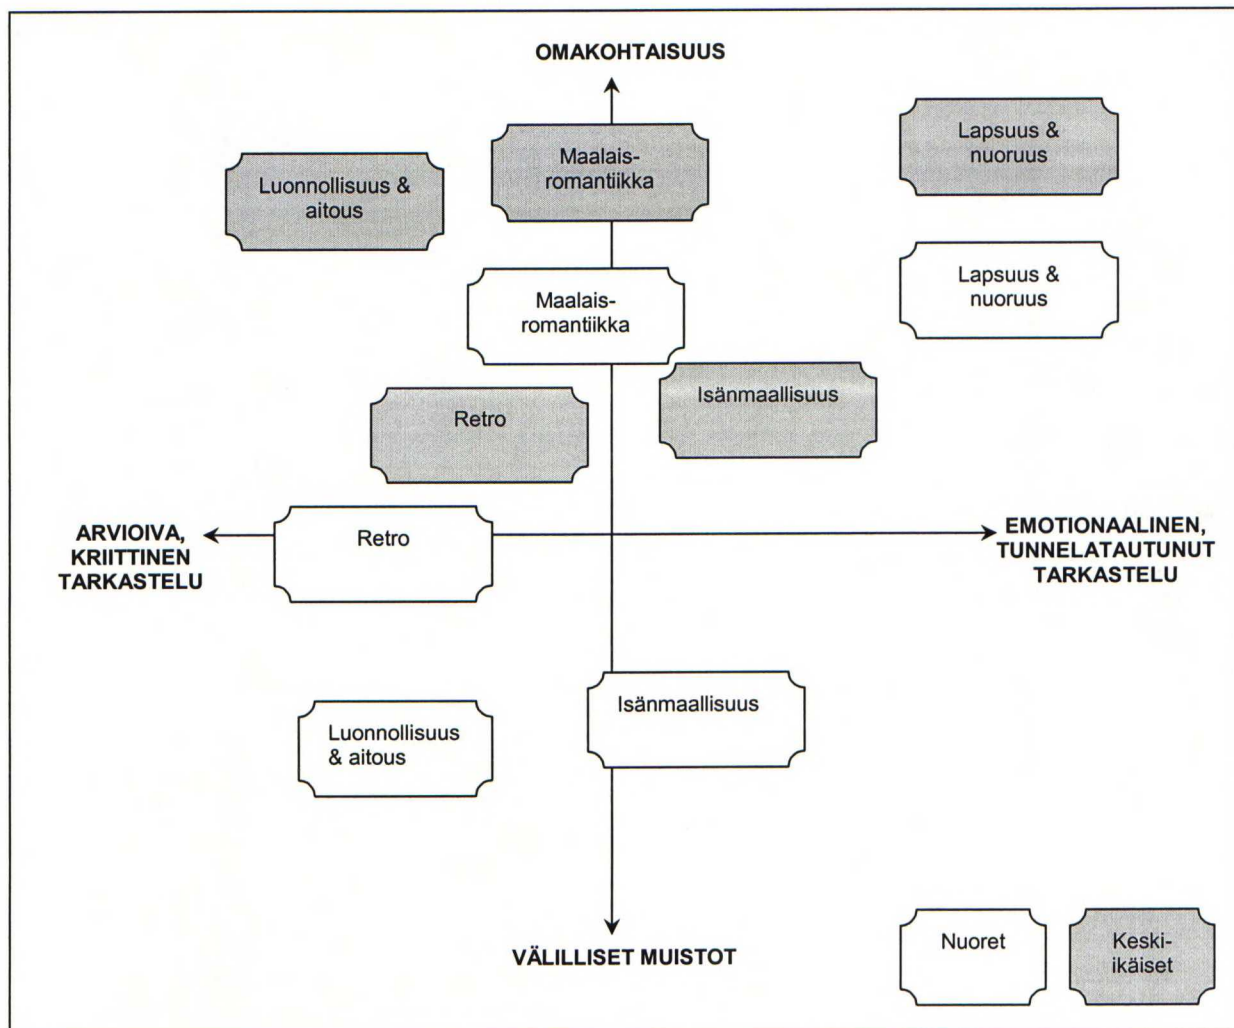 OMAKOHTAISUUS
Luonnollisuus &
aitous
Maalais-
romantiikka
Lapsuus &
nuoruus
Maalais-
romantiikka
Lapsuus &
nuoruus
Retro
Isänmaallisuus
ARVIOIVA,
KRIITTINEN
TARKASTELU
Retro
EMOTIONAALINEN,
TUNNELATAUTUNUT
TARKASTELU
Luonnollisuus
& aitous
Isänmaallisuus
VÄLILLISET MUISTOT
Nuoret
Keski-
ikäiset